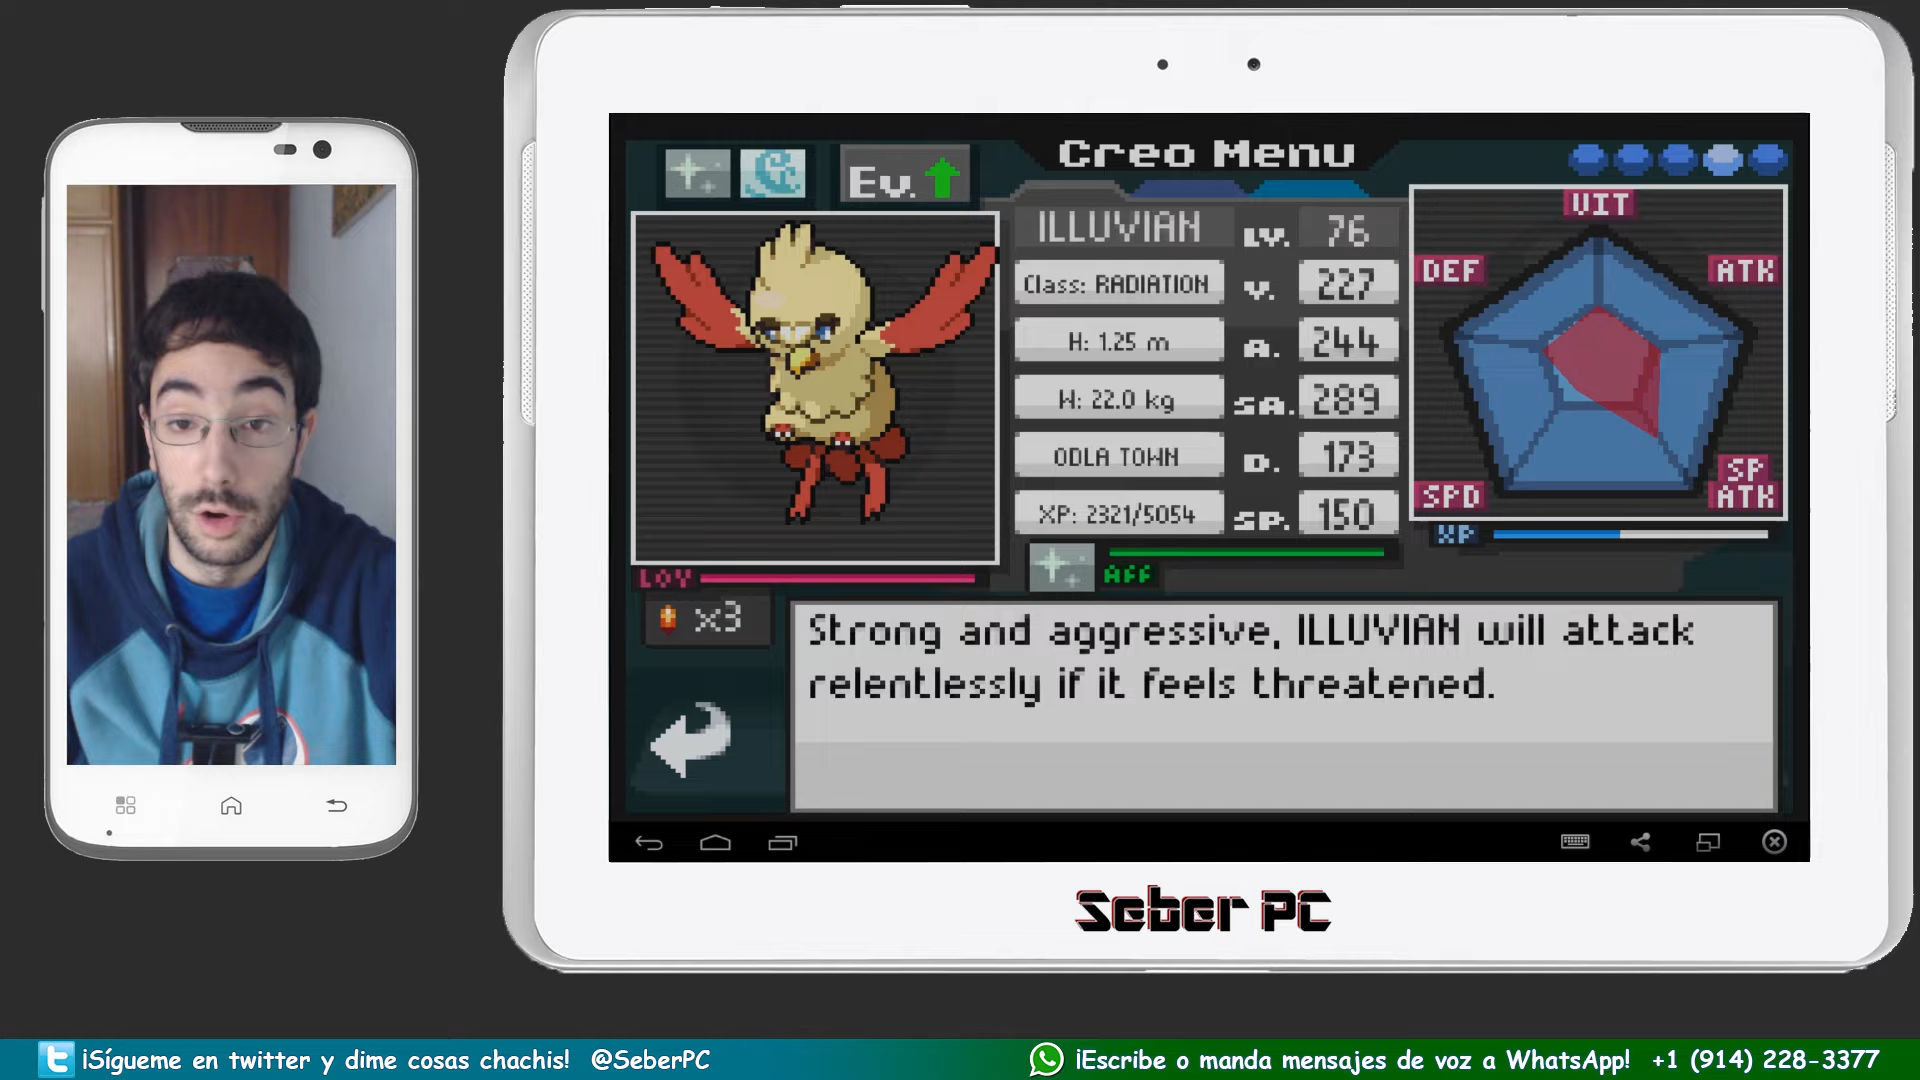 Creo Menu
Ev.
ILLUVIAN
Lv. 76
Class: RADIATION
V. 227
H: 1.25 m
A. 244
W: 22.0 kg
SA. 289
ODLA TOWN
D. 173
XP: 2321/5054
SP. 150
VIT
DEF
ATK
SPD
SP
ATK
XP
LOY
AFF
x3
Strong and aggressive, ILLUVIAN will attack
relentlessly if it feels threatened.
Seber PC
¡Sígueme en twitter y dime cosas chachis! @SeberPC
¡Escribe o manda mensajes de voz a WhatsApp! +1 (914) 228-3377